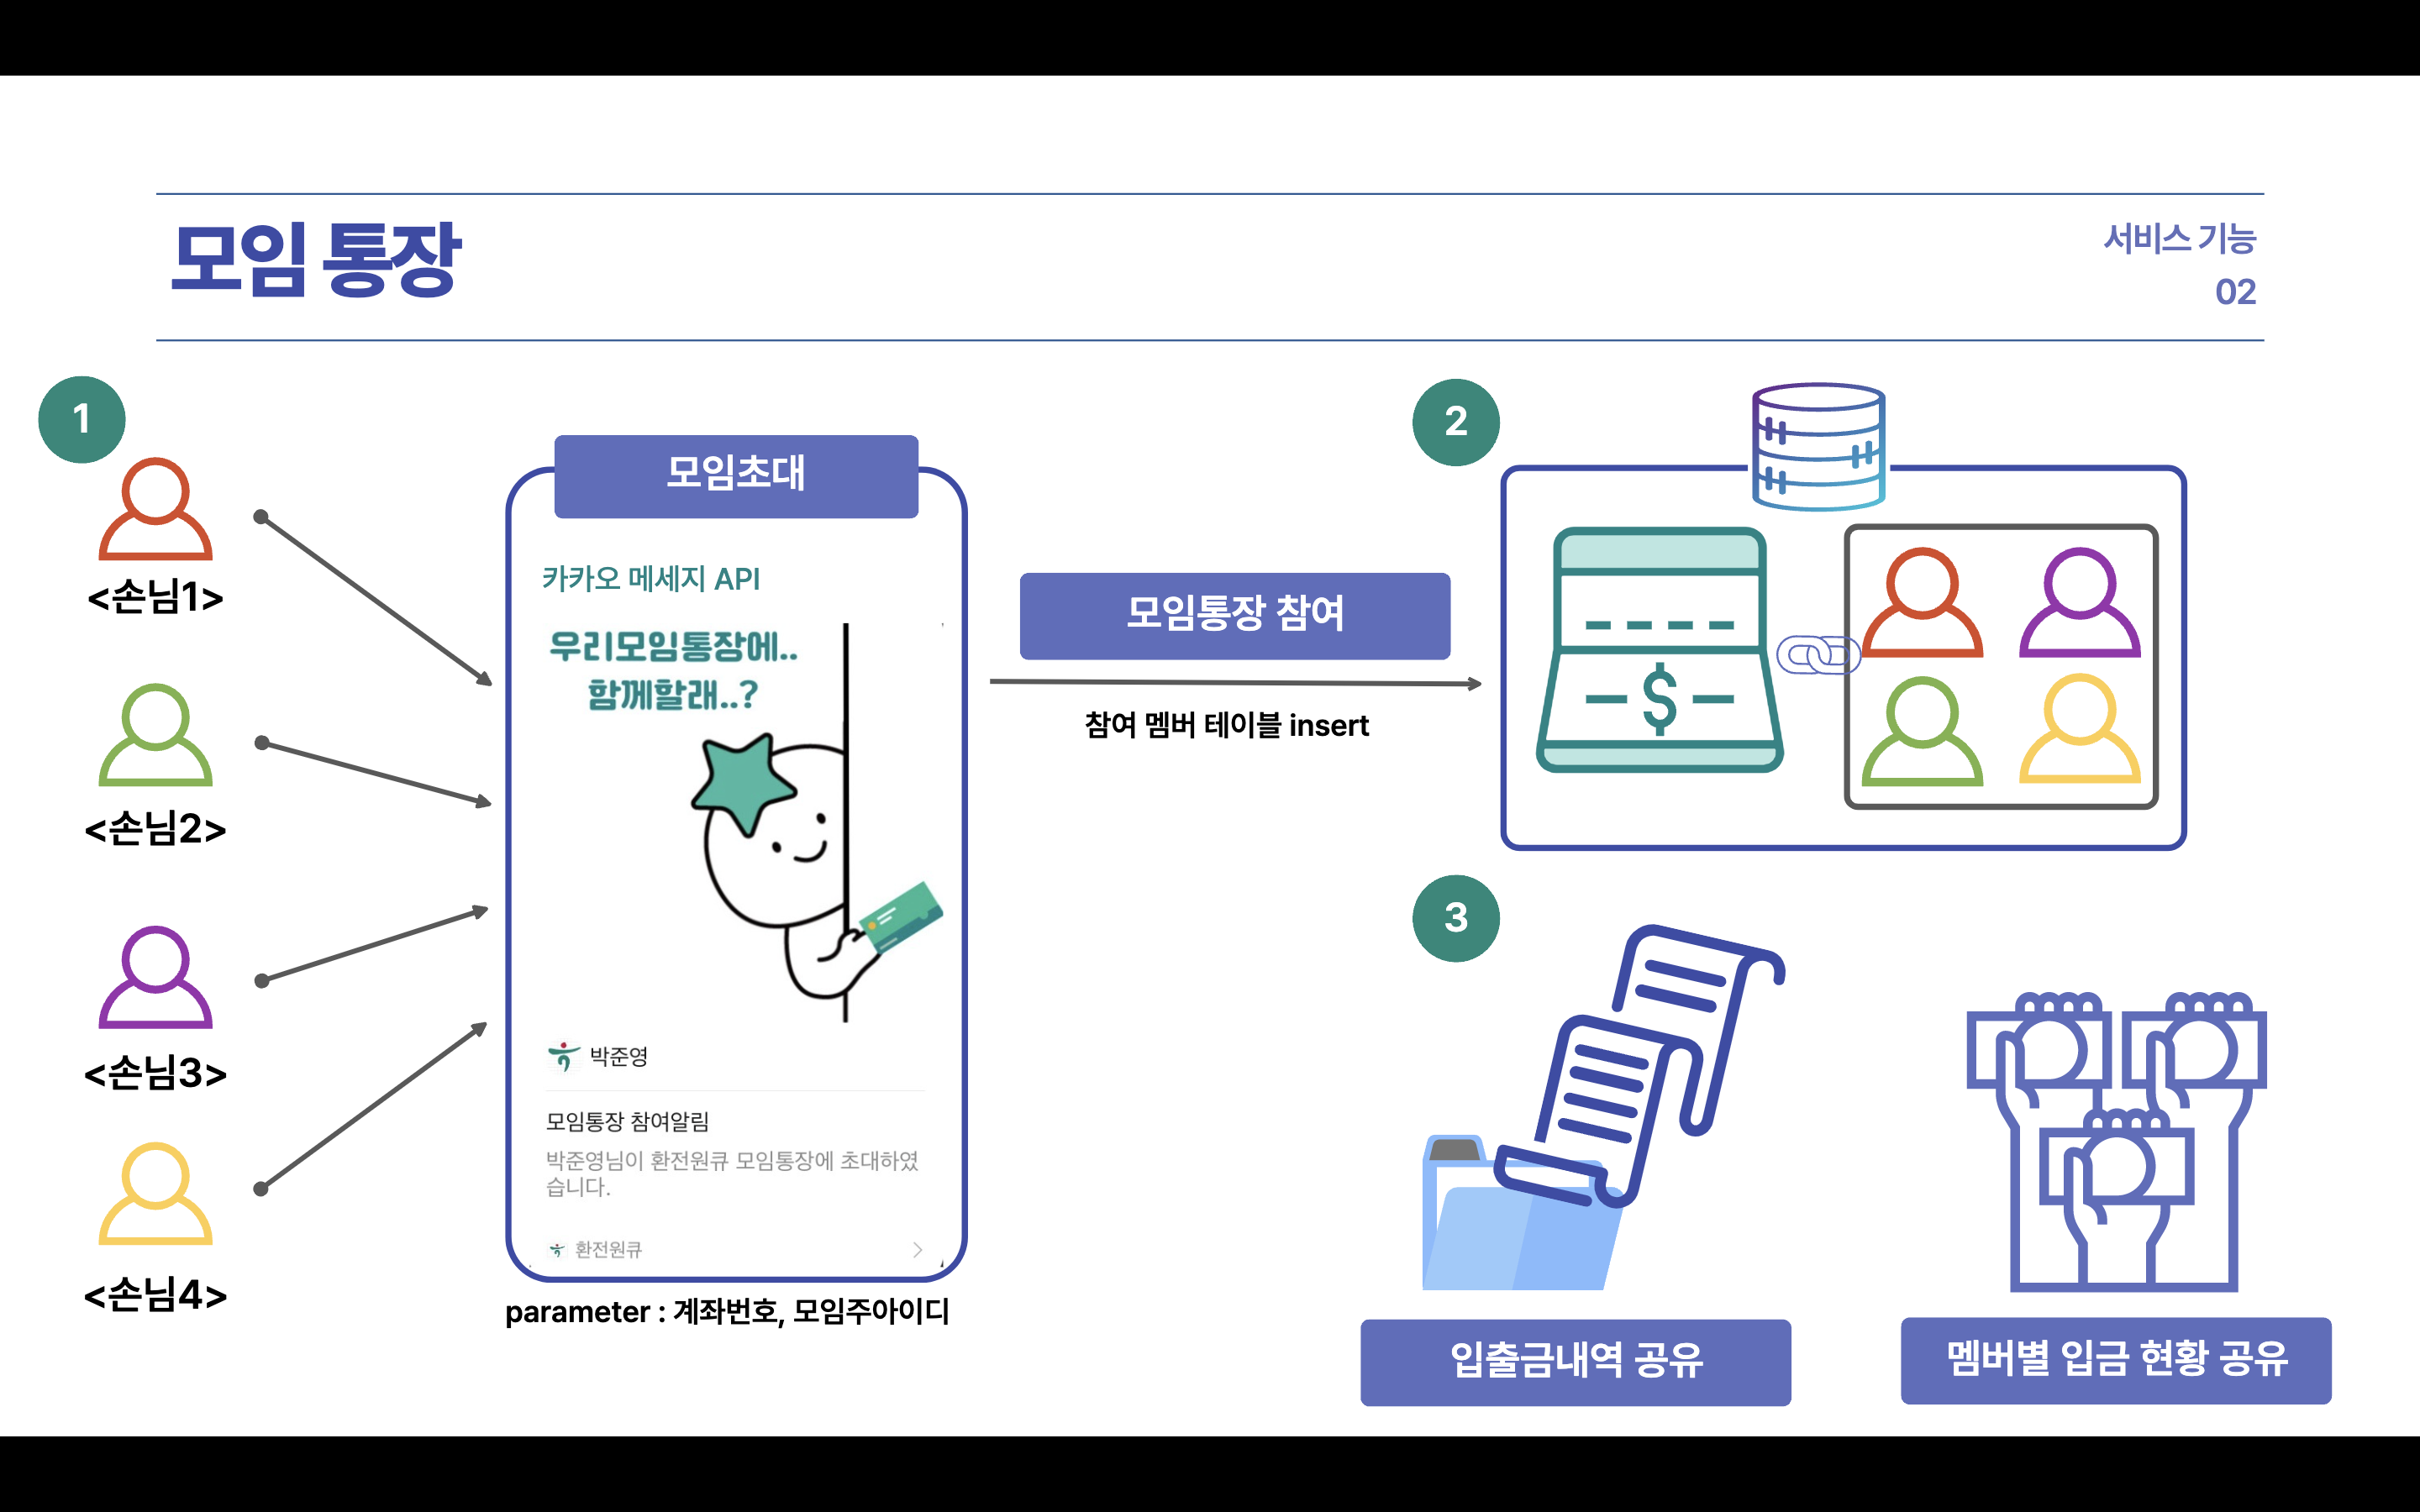 모임 통장
서비스 기능
02
1
<손님1>
<손님2>
<손님3>
<손님4>
모임초대
카카오 메세지 API
우리모임통장에..
함께할래..?
박준영
모임통장 참여알림
박준영님이 환전원큐 모임통장에 초대하였
습니다.
환전원큐
parameter : 계좌번호, 모임주아이디
모임통장 참여
참여 멤버 테이블 insert
2
$
3
입출금내역 공유
멤버별 입금 현황 공유